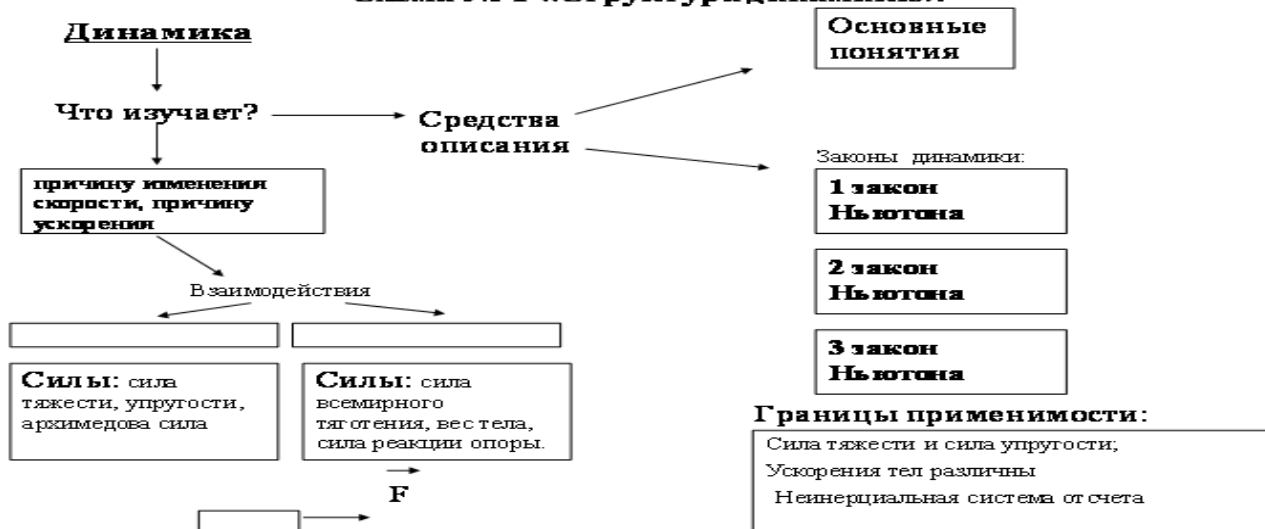 Динамика
Что изучает?
причину изменения
скорости, причину
ускорения
Взаимодействия
Силы: сила
тяжести, упругости,
архимедова сила
Силы: сила
всемирного
тяготения, вес тела,
сила реакции опоры.
F
Средства
описания
Основные
понятия
Законы динамики:
1 закон
Ньютона
2 закон
Ньютона
3 закон
Ньютона
Границы применимости:
Сила тяжести и сила упругости;
Ускорения тел различны
Неинерциальная система отсчета